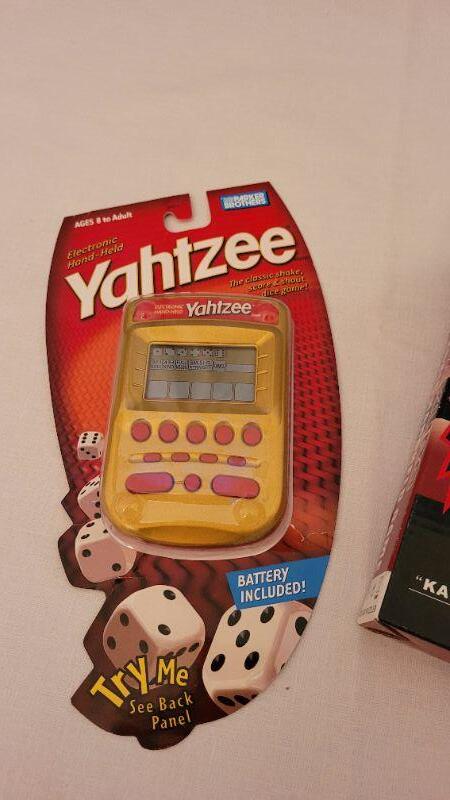 AGES 8 to Adult
PARKER
BROTHERS
Electronic
Hand-Held
Yahtzee
The classic shake,
score & shout
dice game!
ELECTRONIC
HAND-HELD
Yahtzee
BATTERY
INCLUDED!
Try Me
See Back
Panel
"KA